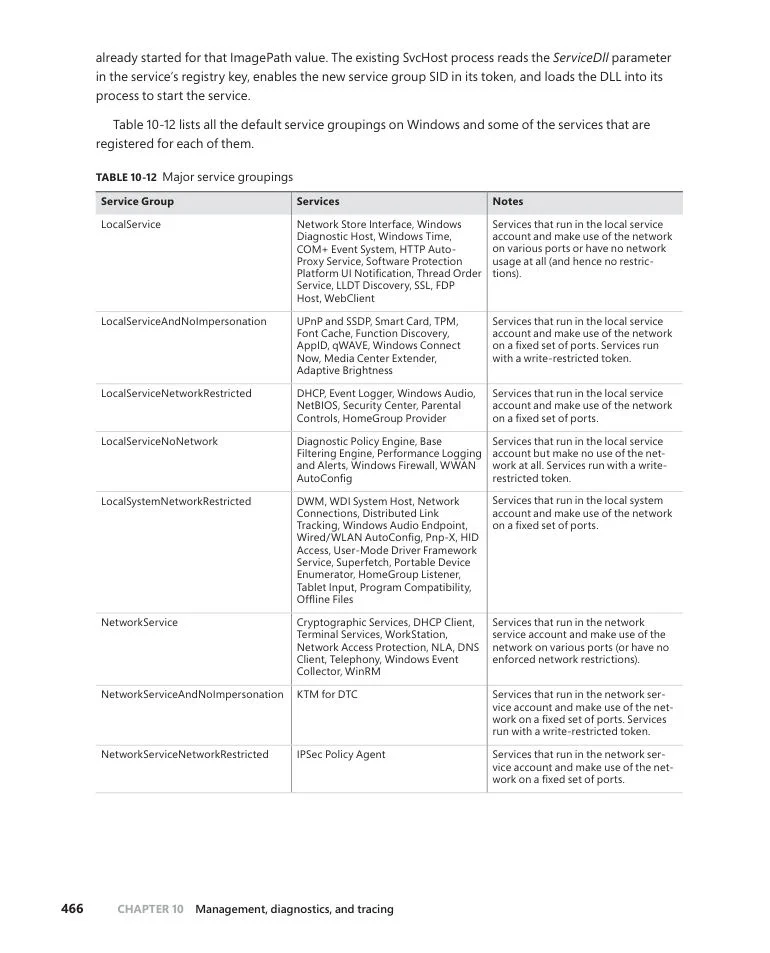 already started for that ImagePath value. The existing SvcHost process reads the ServiceDll parameter
in the service's registry key, enables the new service group SID in its token, and loads the DLL into its
process to start the service.
Table 10-12 lists all the default service groupings on Windows and some of the services that are
registered for each of them.
TABLE 10-12 Major service groupings
Service Group
Services
Notes
LocalService
Network Store Interface, Windows
Diagnostic Host, Windows Time,
COM+ Event System, HTTP Auto-
Proxy Service, Software Protection
Platform UI Notification, Thread Order
Service, LLDT Discovery, SSL, FDP
Host, WebClient
Services that run in the local service
account and make use of the network
on various ports or have no network
usage at all (and hence no restric-
tions).
LocalServiceAndNoImpersonation
UPnP and SSDP, Smart Card, TPM,
Font Cache, Function Discovery,
AppID, qWAVE, Windows Connect
Now, Media Center Extender,
Adaptive Brightness
Services that run in the local service
account and make use of the network
on a fixed set of ports. Services run
with a write-restricted token.
LocalServiceNetworkRestricted
DHCP, Event Logger, Windows Audio,
NetBIOS, Security Center, Parental
Controls, HomeGroup Provider
Services that run in the local service
account and make use of the network
on a fixed set of ports.
LocalServiceNoNetwork
Diagnostic Policy Engine, Base
Filtering Engine, Performance Logging
and Alerts, Windows Firewall, WWAN
AutoConfig
Services that run in the local service
account but make no use of the net-
work at all. Services run with a write-
restricted token.
LocalSystemNetworkRestricted
DWM, WDI System Host, Network
Connections, Distributed Link
Tracking, Windows Audio Endpoint,
Wired/WLAN AutoConfig, Pnp-X, HID
Access, User-Mode Driver Framework
Service, Superfetch, Portable Device
Enumerator, HomeGroup Listener,
Tablet Input, Program Compatibility,
Offline Files
Services that run in the local system
account and make use of the network
on a fixed set of ports.
NetworkService
Cryptographic Services, DHCP Client,
Terminal Services, WorkStation,
Network Access Protection, NLA, DNS
Client, Telephony, Windows Event
Collector, WinRM
Services that run in the network
service account and make use of the
network on various ports (or have no
enforced network restrictions).
NetworkServiceAndNoImpersonation
KTM for DTC
Services that run in the network ser-
vice account and make use of the net-
work on a fixed set of ports. Services
run with a write-restricted token.
NetworkServiceNetworkRestricted
IPSec Policy Agent
Services that run in the network ser-
vice account and make use of the net-
work on a fixed set of ports.
466 CHAPTER 10 Management, diagnostics, and tracing